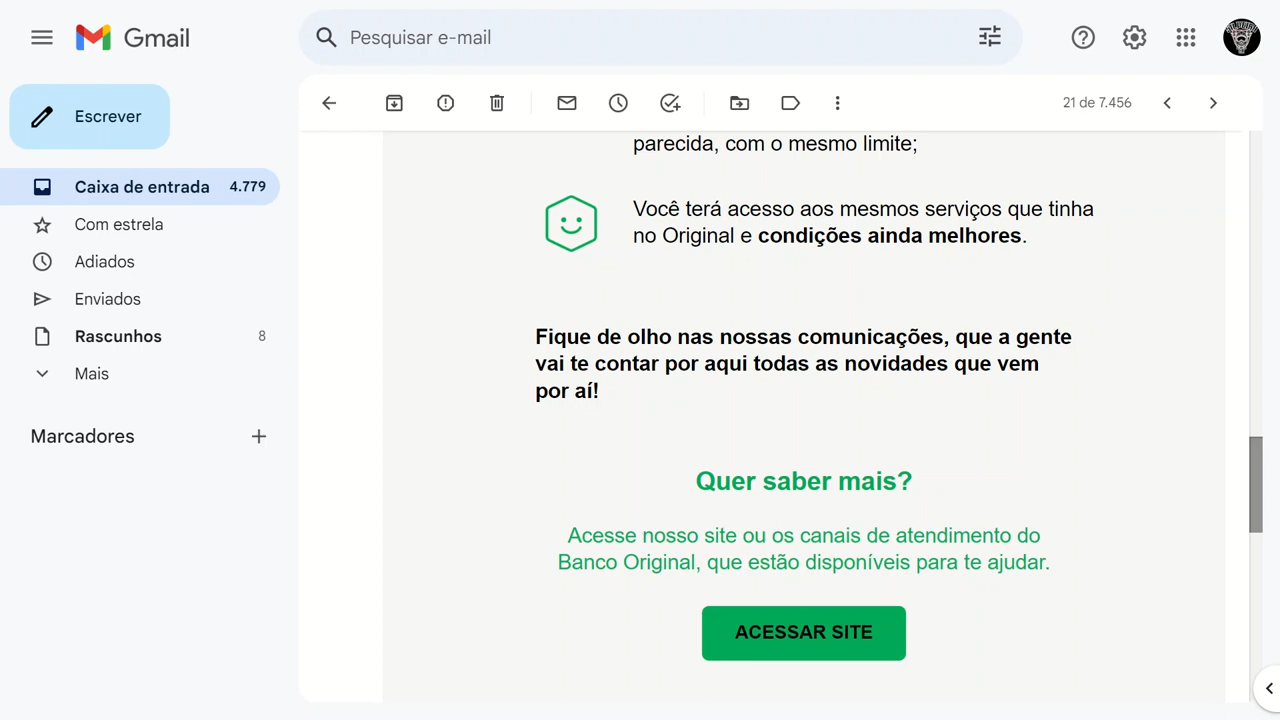 Gmail
Pesquisar e-mail
Escrever
21 de 7.456
Caixa de entrada 4.779
Com estrela
Adiados
Enviados
Rascunhos 8
Mais
Marcadores
parecida, com o mesmo limite;
Você terá acesso aos mesmos serviços que tinha
no Original e condições ainda melhores.
Fique de olho nas nossas comunicações, que a gente
vai te contar por aqui todas as novidades que vem
por aí!
Quer saber mais?
Acesse nosso site ou os canais de atendimento do
Banco Original, que estão disponíveis para te ajudar.
ACESSAR SITE